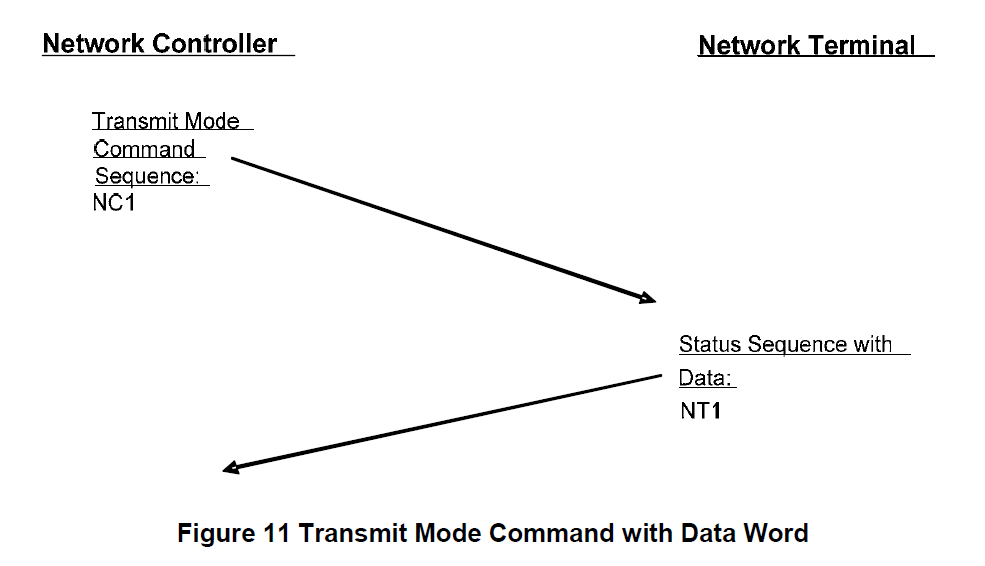 Network Controller
Network Terminal
Transmit Mode
Command
Sequence:
NC1
Status Sequence with
Data:
NT1
Figure 11 Transmit Mode Command with Data Word